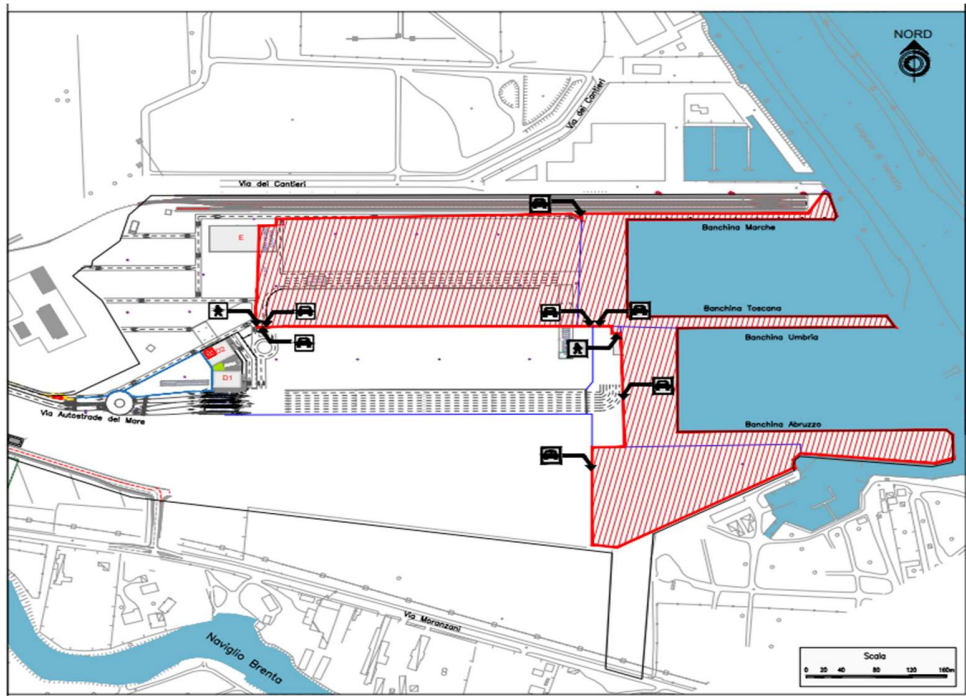 NORD
Via dei Cantieri
Via dei Cantieri
E
Banchina Marche
Banchina Toscana
Banchina Umbria
D2
D1
Via Autostrade del Mare
Banchina Abruzzo
Via Moranzani
Naviglio Brenta
Scala
0 20 40 80 120 160m